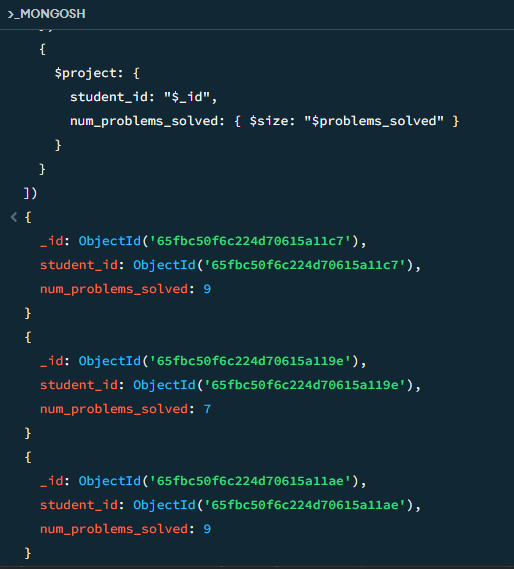 >_MONGOSH
{
$project: {
student_id: "$_id",
num_problems_solved: { $size: "$problems_solved" }
}
}
])
{
_id: ObjectId('65fbc50f6c224d70615a11c7'),
student_id: ObjectId('65fbc50f6c224d70615a11c7'),
num_problems_solved: 9
}
{
_id: ObjectId('65fbc50f6c224d70615a119e'),
student_id: ObjectId('65fbc50f6c224d70615a119e'),
num_problems_solved: 7
}
{
_id: ObjectId('65fbc50f6c224d70615a11ae'),
student_id: ObjectId('65fbc50f6c224d70615a11ae'),
num_problems_solved: 9
}